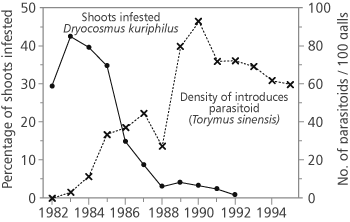 Percentage of shoots infested
50
40
30
20
10
0
Shoots infested
Dryocosmus kuriphilus
Density of introduces
parasitoid
(Torymus sinensis)
100
80
60
40
20
0
No. of parasitoids / 100 galls
1982 1984 1986 1988 1990 1992 1994